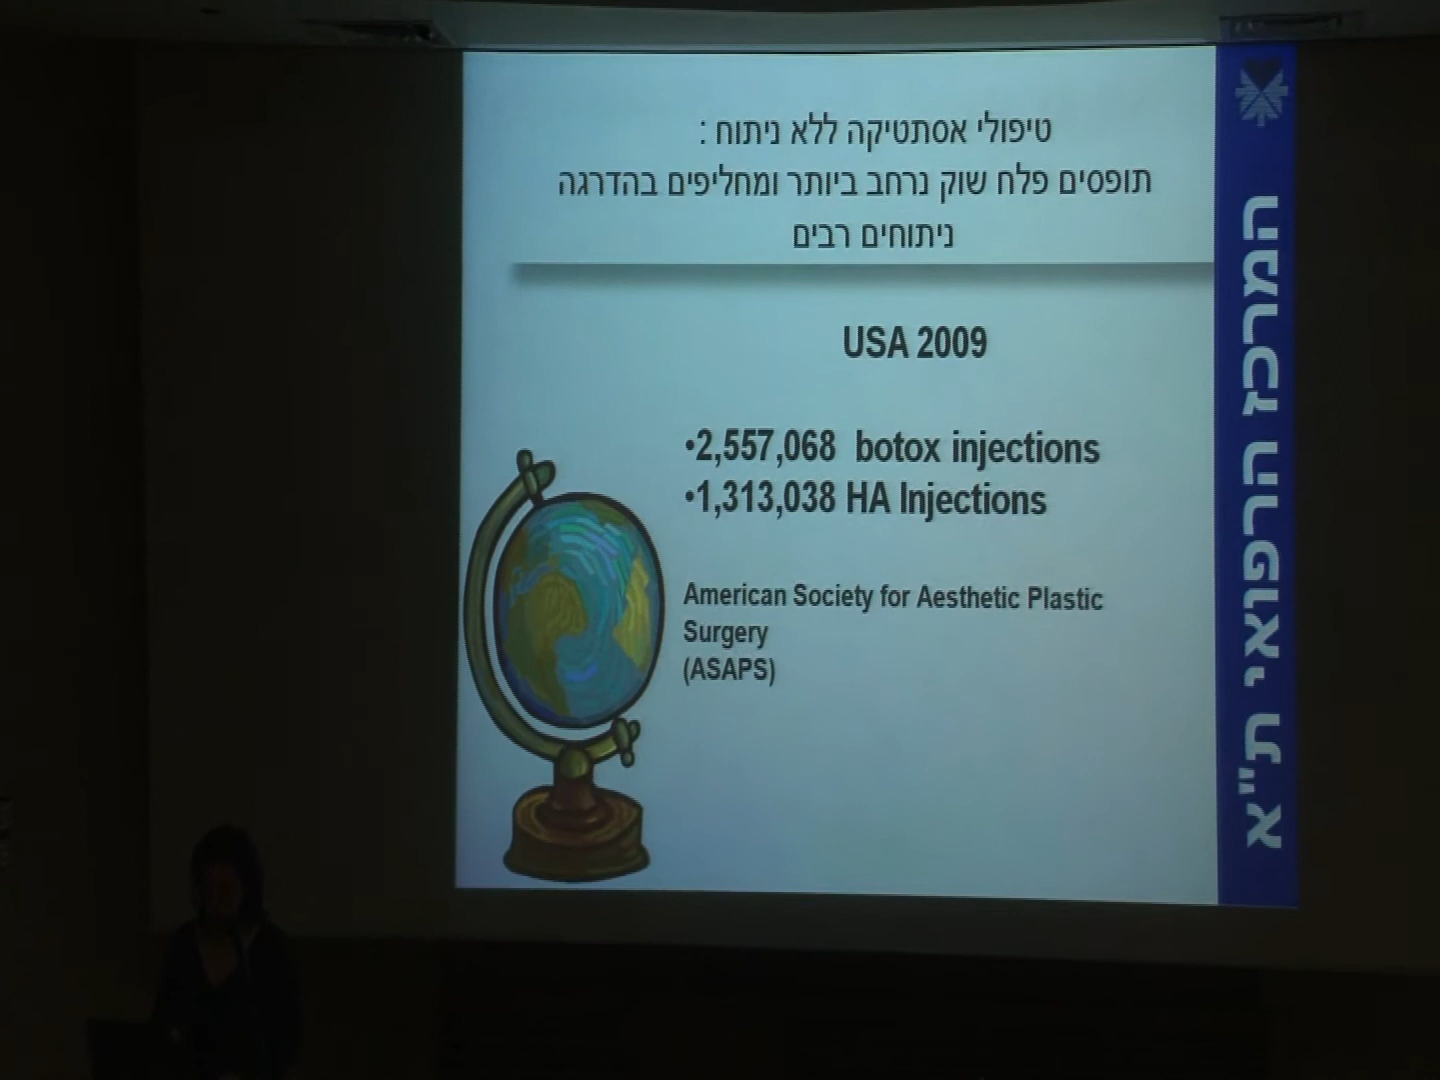 טיפולי אסתטיקה ללא ניתוח :
תופסים פלח שוק נרחב ביותר ומחליפים בהדרגה
ניתוחים רבים
USA 2009
•2,557,068 botox injections
•1,313,038 HA Injections
American Society for Aesthetic Plastic
Surgery
(ASAPS)
המרכז הרפואי ת"א